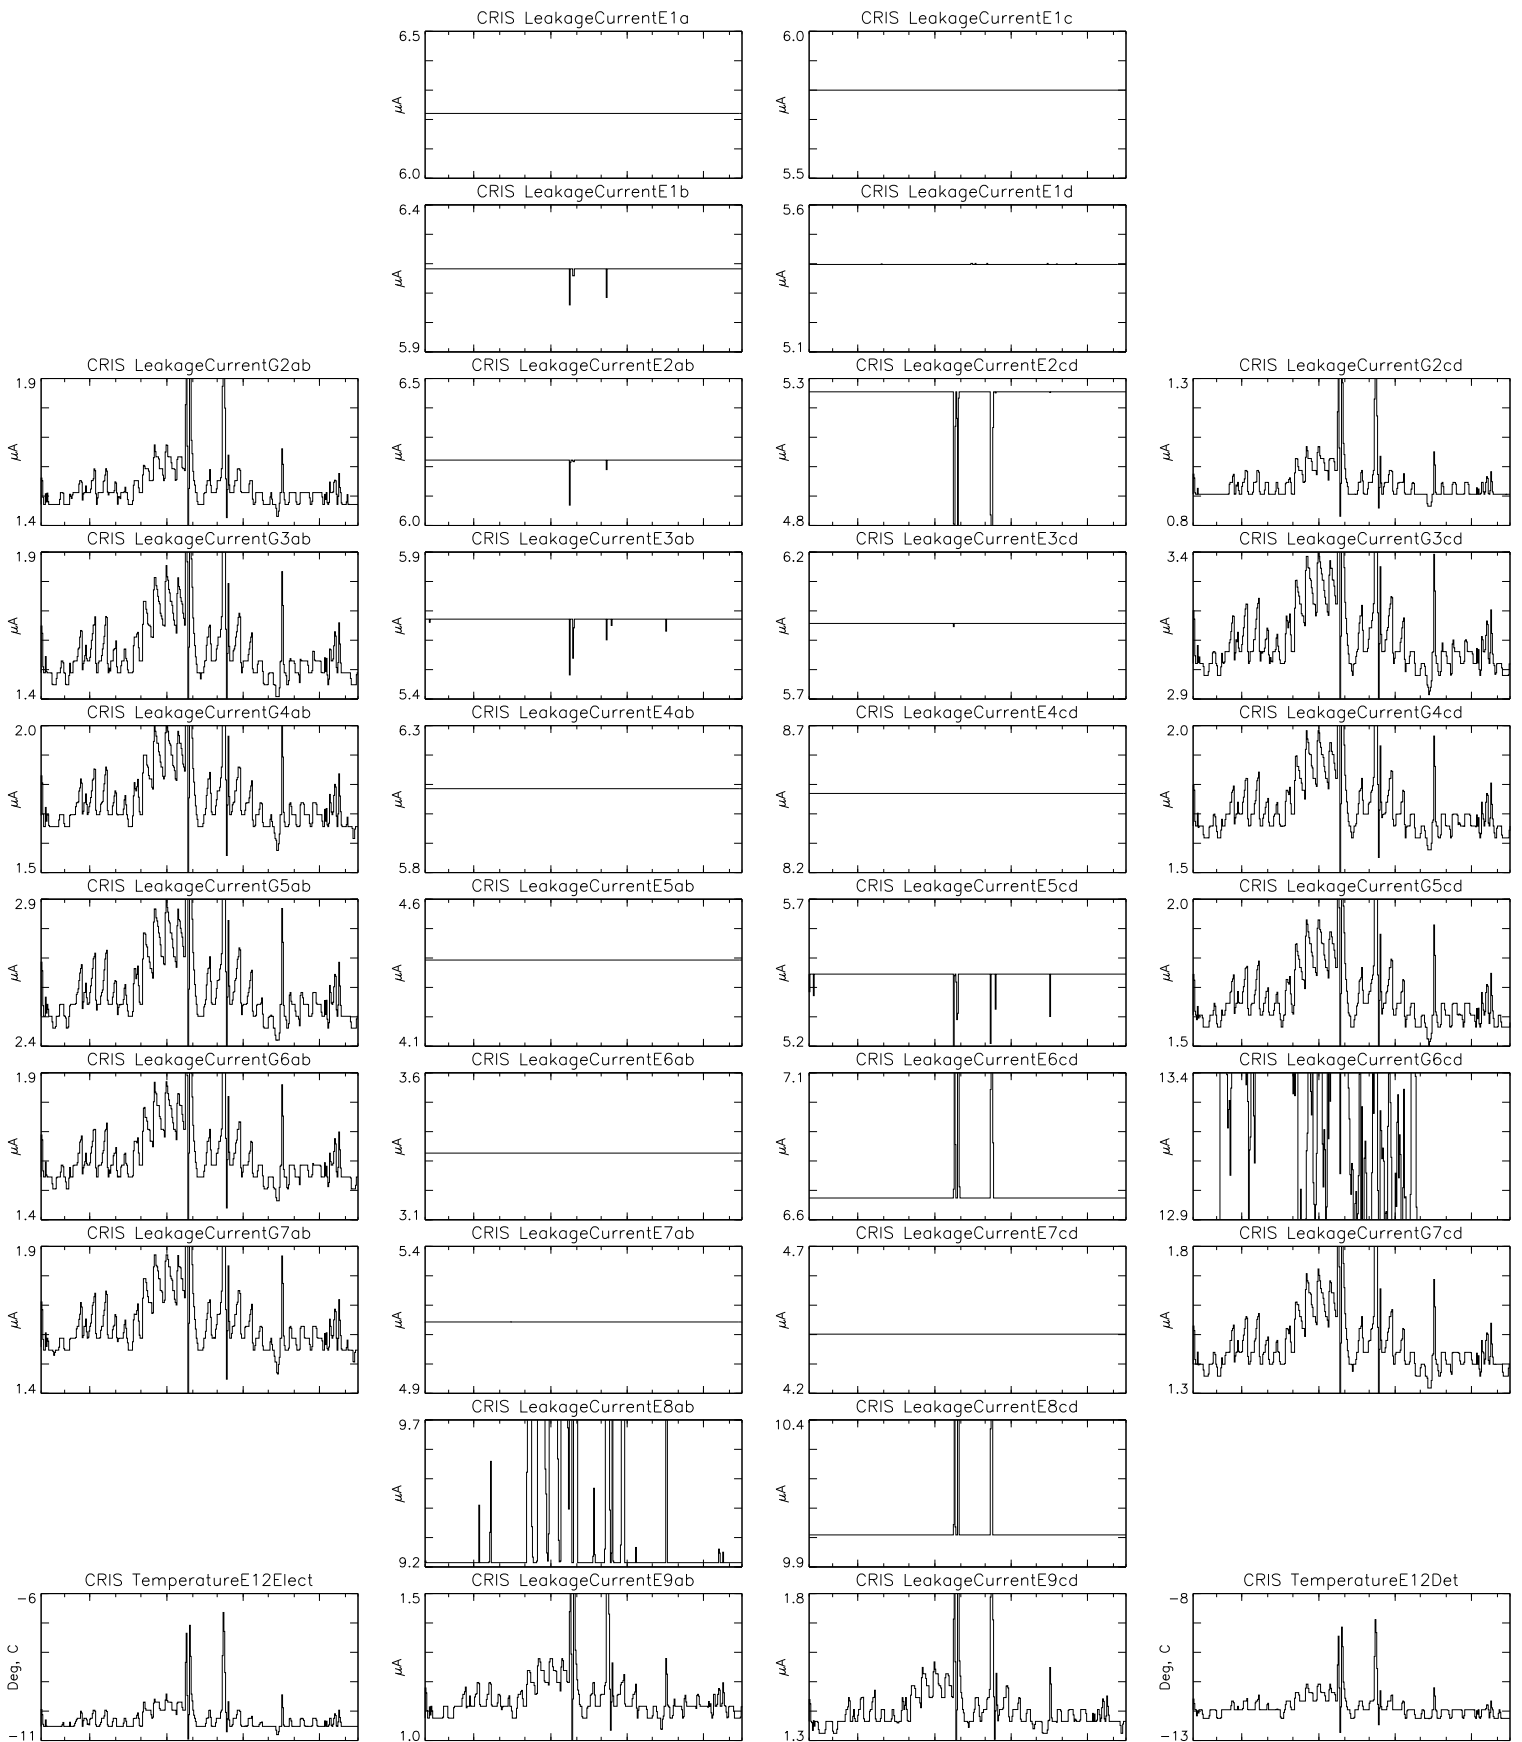 CRIS LeakageCurrentE1a
CRIS LeakageCurrentE1c
6.5
μA
6.0
6.0
μA
5.5
CRIS LeakageCurrentE1b
CRIS LeakageCurrentE1d
6.4
μA
5.9
5.6
μA
5.1
CRIS LeakageCurrentG2ab
CRIS LeakageCurrentE2ab
CRIS LeakageCurrentE2cd
CRIS LeakageCurrentG2cd
1.9
μA
1.4
6.5
μA
6.0
5.3
μA
4.8
1.3
μA
0.8
CRIS LeakageCurrentG3ab
CRIS LeakageCurrentE3ab
CRIS LeakageCurrentE3cd
CRIS LeakageCurrentG3cd
1.9
μA
1.4
5.9
μA
5.4
6.2
μA
5.7
3.4
μA
2.9
CRIS LeakageCurrentG4ab
CRIS LeakageCurrentE4ab
CRIS LeakageCurrentE4cd
CRIS LeakageCurrentG4cd
2.0
μA
1.5
6.3
μA
5.8
8.7
μA
8.2
2.0
μA
1.5
CRIS LeakageCurrentG5ab
CRIS LeakageCurrentE5ab
CRIS LeakageCurrentE5cd
CRIS LeakageCurrentG5cd
2.9
μA
2.4
4.6
μA
4.1
5.7
μA
5.2
2.0
μA
1.5
CRIS LeakageCurrentG6ab
CRIS LeakageCurrentE6ab
CRIS LeakageCurrentE6cd
CRIS LeakageCurrentG6cd
1.9
μA
1.4
3.6
μA
3.1
7.1
μA
6.6
13.4
μA
12.9
CRIS LeakageCurrentG7ab
CRIS LeakageCurrentE7ab
CRIS LeakageCurrentE7cd
CRIS LeakageCurrentG7cd
1.9
μA
1.4
5.4
μA
4.9
4.7
μA
4.2
1.8
μA
1.3
CRIS LeakageCurrentE8ab
CRIS LeakageCurrentE8cd
9.7
μA
9.2
10.4
μA
9.9
CRIS TemperatureE12Elect
CRIS LeakageCurrentE9ab
CRIS LeakageCurrentE9cd
CRIS TemperatureE12Det
−6
Deg, C
−11
1.5
μA
1.0
1.8
μA
1.3
−8
Deg, C
−13